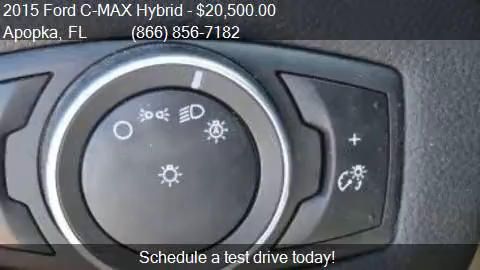 2015 Ford C-MAX Hybrid - $20,500.00
Apopka, FL (866) 856-7182
A
+
Schedule a test drive today!